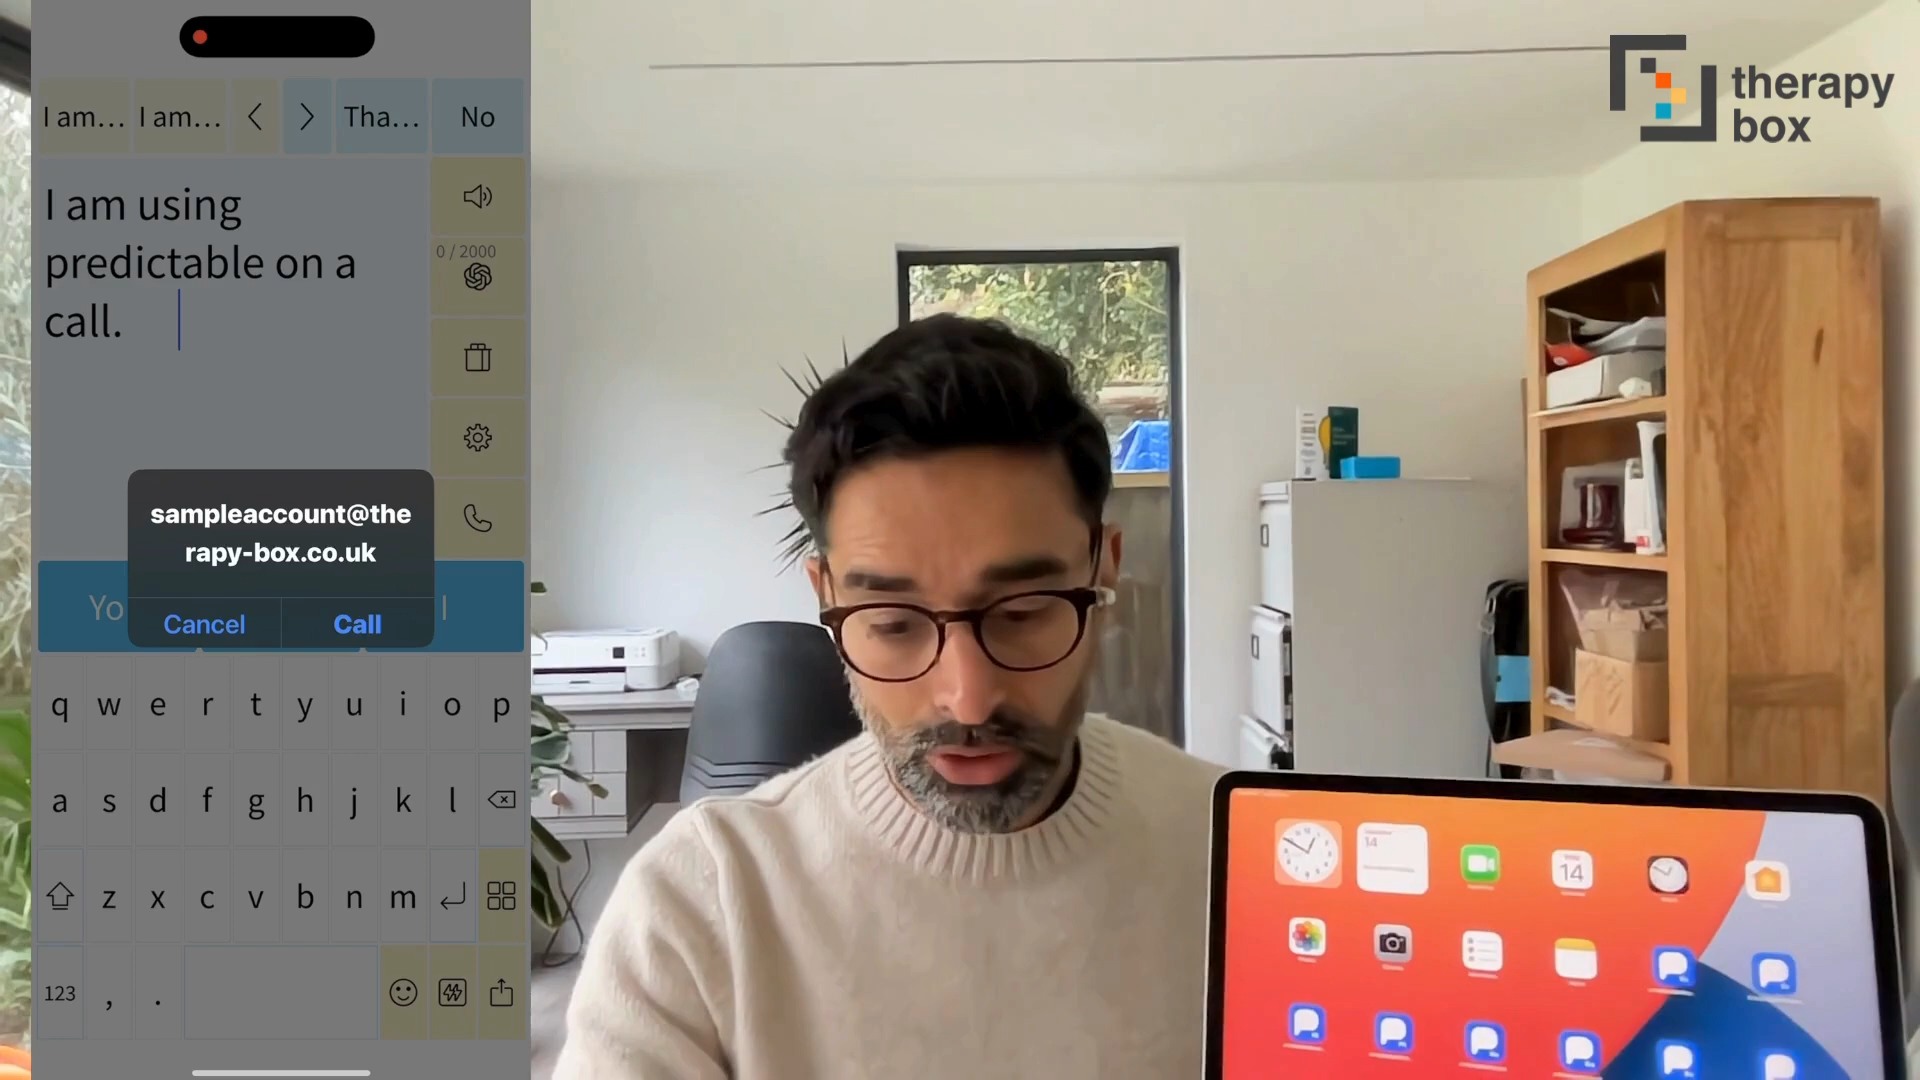 I am... I am... < > Tha... No
I am using
predictable on a
call.
0 / 2000
sampleaccount@the
rapy-box.co.uk
Yo
l
Cancel Call
q w e r t y u i o p
a s d f g h j k l
z x c v b n m
123 , .
therapy
box
14
14